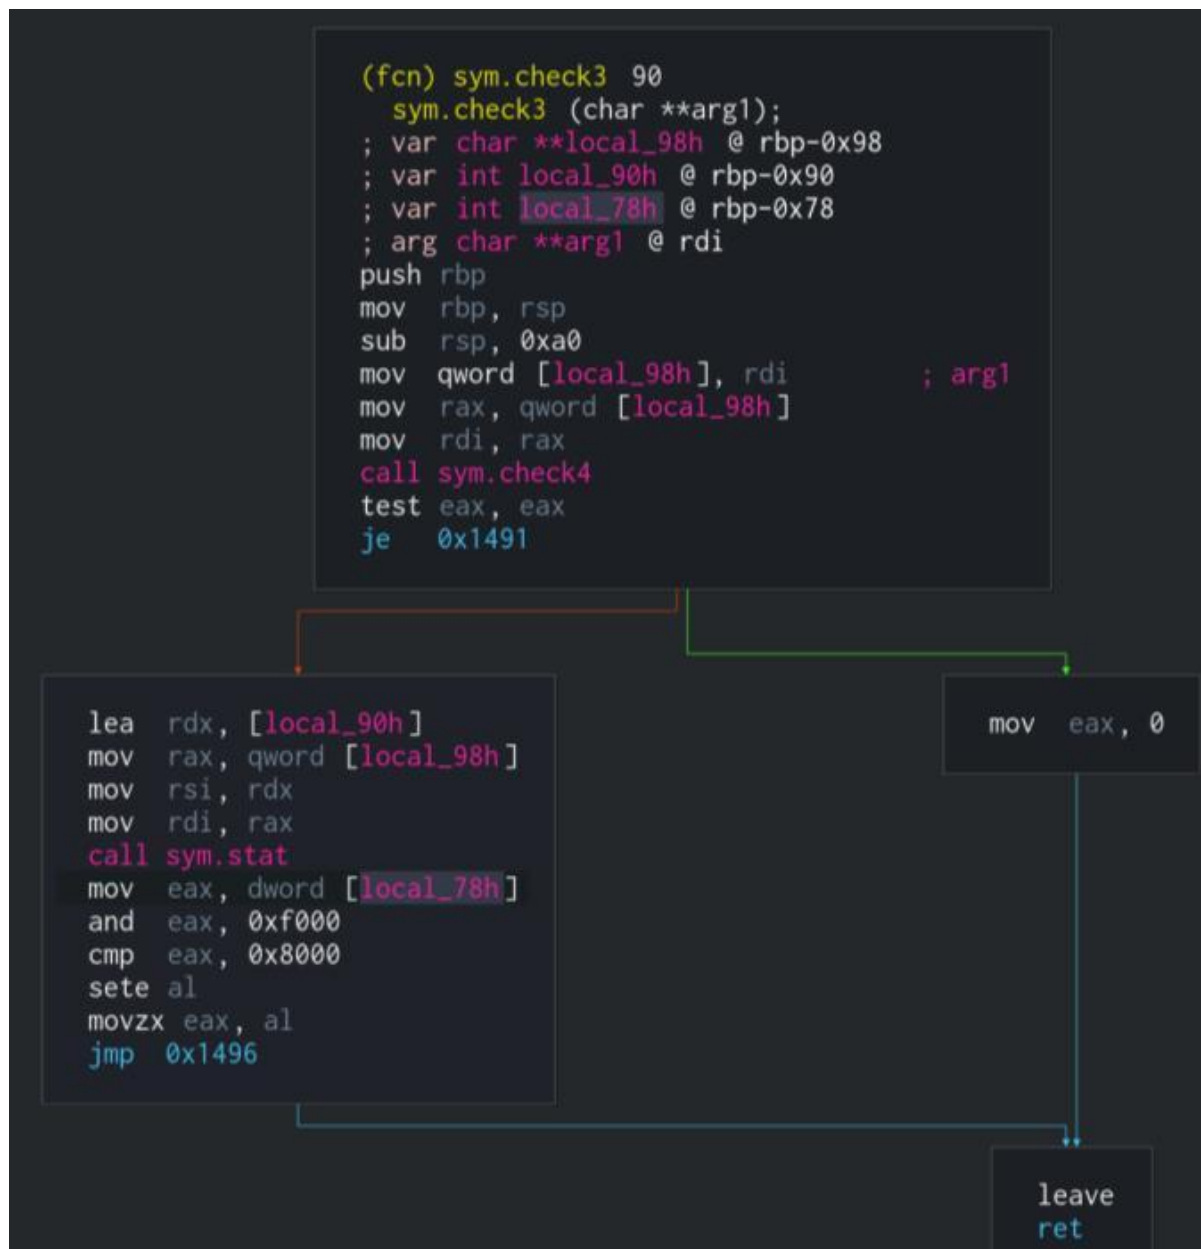 (fcn) sym.check3 90
sym.check3 (char **arg1);
; var char **local_98h @ rbp-0x98
; var int local_90h @ rbp-0x90
; var int local_78h @ rbp-0x78
; arg char **arg1 @ rdi
push rbp
mov rbp, rsp
sub rsp, 0xa0
mov qword [local_98h], rdi ; arg1
mov rax, qword [local_98h]
mov rdi, rax
call sym.check4
test eax, eax
je 0x1491
lea rdx, [local_90h]
mov rax, qword [local_98h]
mov rsi, rdx
mov rdi, rax
call sym.stat
mov eax, dword [local_78h]
and eax, 0xf000
cmp eax, 0x8000
sete al
movzx eax, al
jmp 0x1496
mov eax, 0
leave
ret